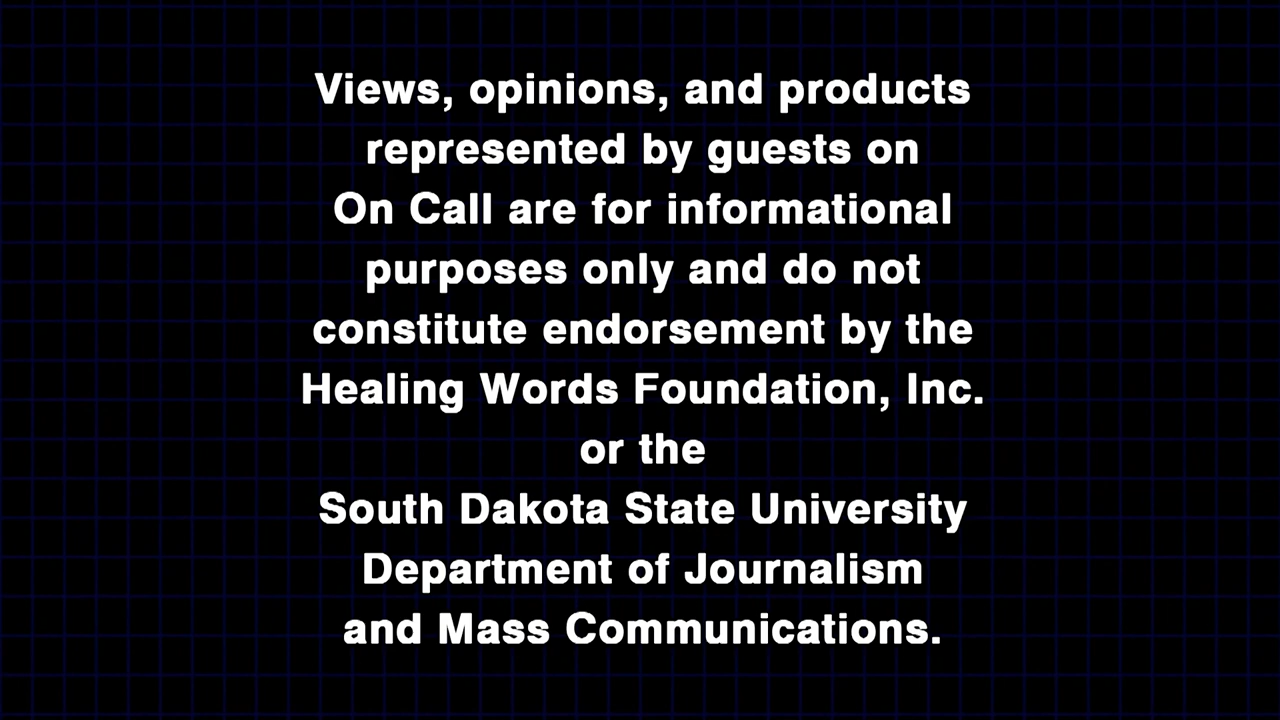 Views, opinions, and products
represented by guests on
On Call are for informational
purposes only and do not
constitute endorsement by the
Healing Words Foundation, Inc.
or the
South Dakota State University
Department of Journalism
and Mass Communications.